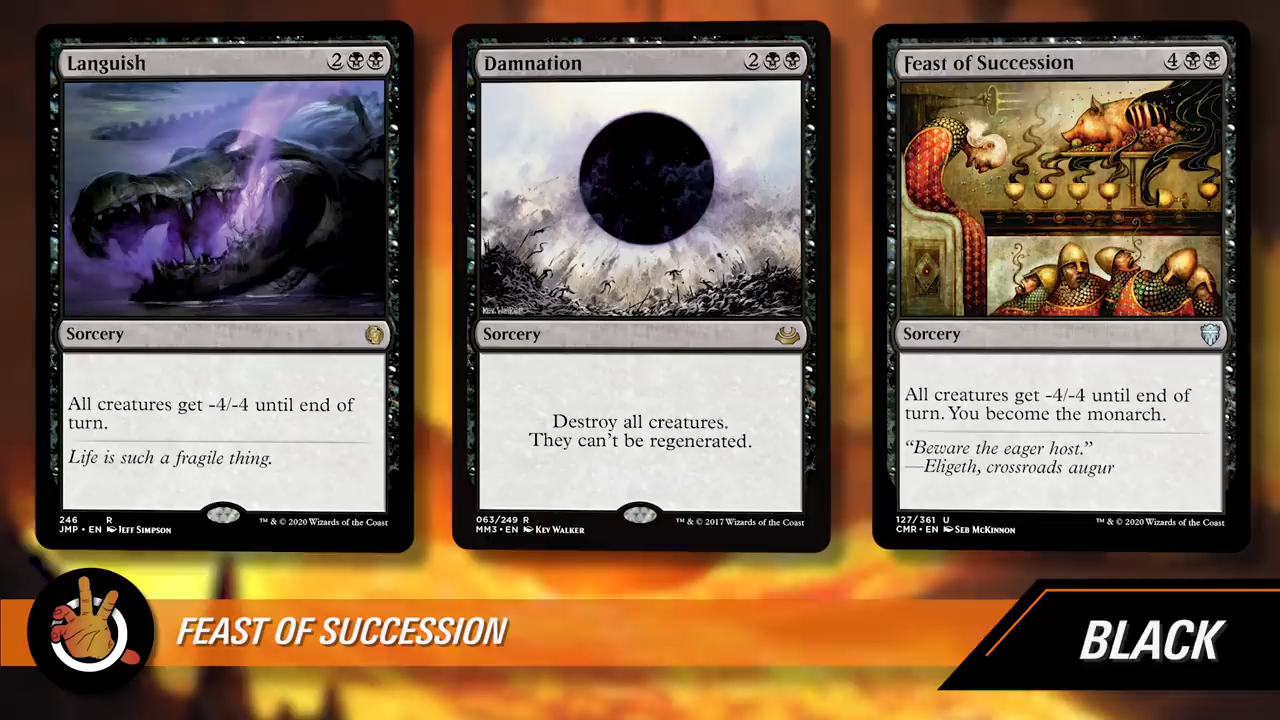 Languish 2
Sorcery
All creatures get -4/-4 until end of
turn.
Life is such a fragile thing.
246 R
JMP • EN Jeff Simpson
™ & © 2020 Wizards of the Coast
Damnation 2
Kev Walker
Sorcery
Destroy all creatures.
They can't be regenerated.
063/249 R
MM3 • EN Kev Walker
™ & © 2017 Wizards of the Coast
Feast of Succession 4
Sorcery
All creatures get -4/-4 until end of
turn. You become the monarch.
“Beware the eager host.”
—Eligeth, crossroads augur
127/361 U
CMR • EN Seb McKinnon
™ & © 2020 Wizards of the Coast
FEAST OF SUCCESSION
BLACK